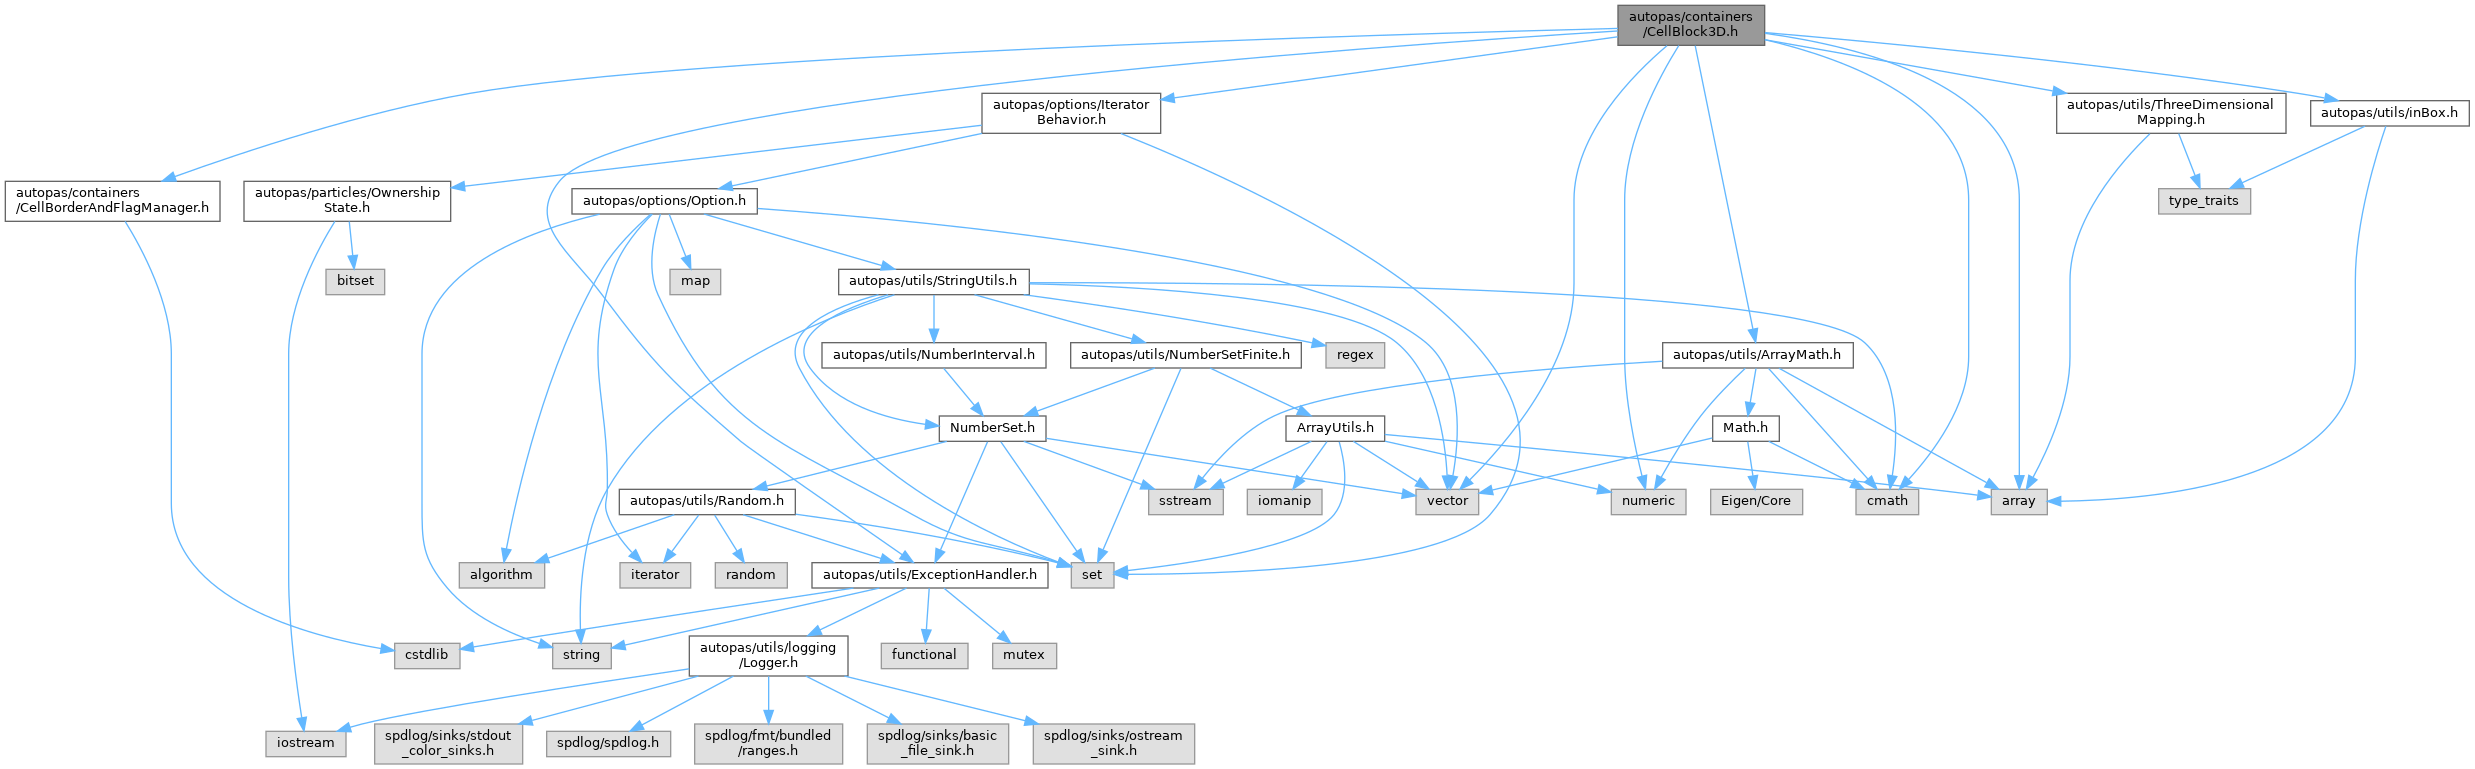 autopas/containers
/CellBlock3D.h
autopas/options/Iterator
Behavior.h
autopas/utils/ThreeDimensional
Mapping.h
autopas/utils/inBox.h
autopas/containers
/CellBorderAndFlagManager.h
autopas/particles/Ownership
State.h
autopas/options/Option.h
type_traits
bitset
map
autopas/utils/StringUtils.h
autopas/utils/NumberInterval.h
autopas/utils/NumberSetFinite.h
regex
autopas/utils/ArrayMath.h
NumberSet.h
ArrayUtils.h
Math.h
autopas/utils/Random.h
sstream
iomanip
vector
numeric
Eigen/Core
cmath
array
algorithm
iterator
random
autopas/utils/ExceptionHandler.h
set
cstdlib
string
autopas/utils/logging
/Logger.h
functional
mutex
iostream
spdlog/sinks/stdout
_color_sinks.h
spdlog/spdlog.h
spdlog/fmt/bundled
/ranges.h
spdlog/sinks/basic
_file_sink.h
spdlog/sinks/ostream
_sink.h